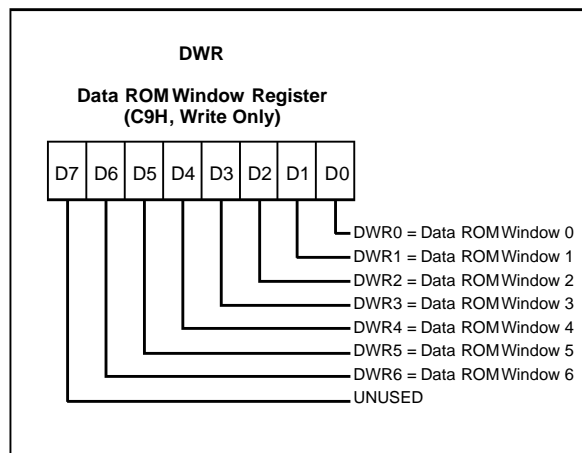 DWR
Data ROM Window Register
(C9H, Write Only)
D7 D6 D5 D4 D3 D2 D1 D0
DWR0 = Data ROM Window 0
DWR1 = Data ROM Window 1
DWR2 = Data ROM Window 2
DWR3 = Data ROM Window 3
DWR4 = Data ROM Window 4
DWR5 = Data ROM Window 5
DWR6 = Data ROM Window 6
UNUSED